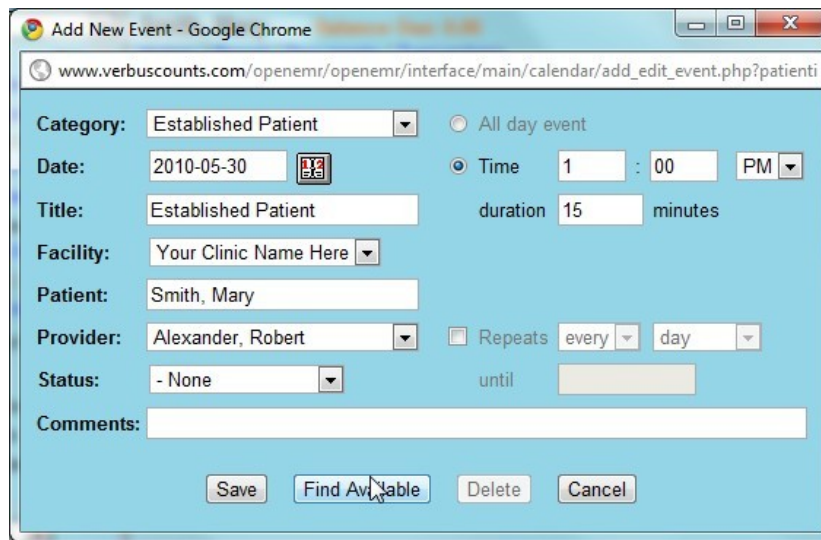 Add New Event - Google Chrome
www.verbuscounts.com/openemr/openemr/interface/main/calendar/add_edit_event.php?patienti
Category: Established Patient All day event
Date: 2010-05-30 Time 1 : 00 PM
Title: Established Patient duration 15 minutes
Facility: Your Clinic Name Here
Patient: Smith, Mary
Provider: Alexander, Robert Repeats every day
Status: - None until
Comments:
Save Find Available Delete Cancel